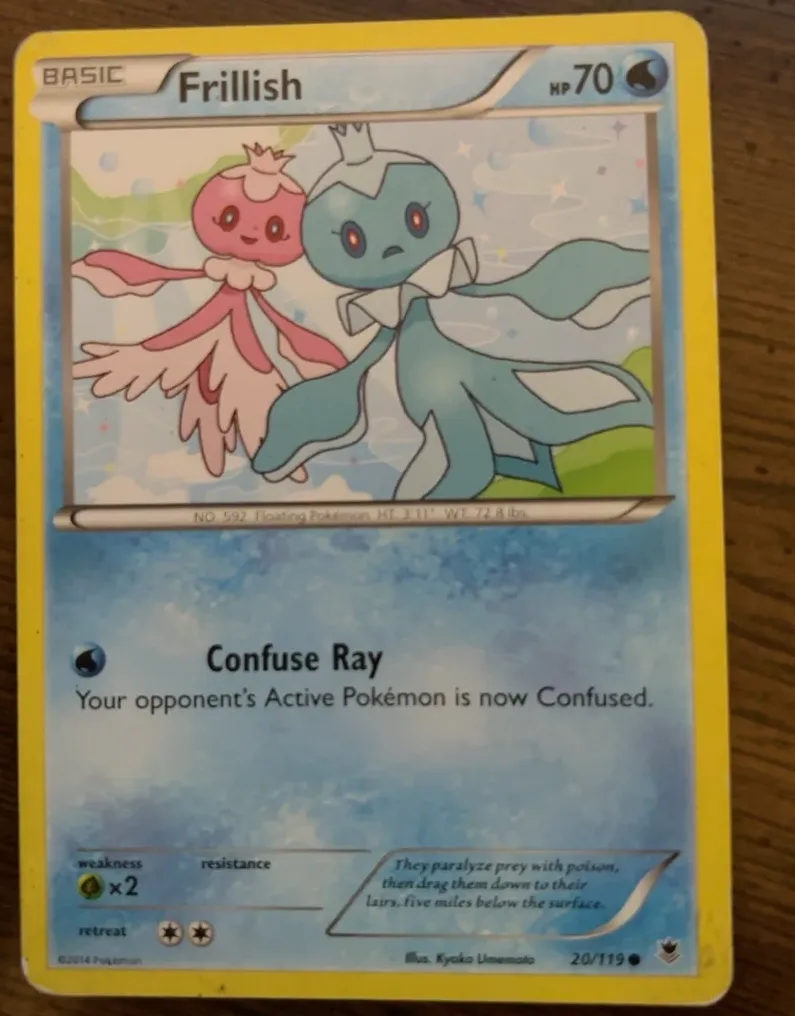 BASIC
Frillish
HP 70
NO. 592 Floating Pokémon HT. 3'11" WT. 72.8 lbs.
Confuse Ray
Your opponent's Active Pokémon is now Confused.
weakness
resistance
×2
They paralyze prey with poison,
then drag them down to their
lairs, five miles below the surface.
retreat
©2014 Pokémon
Illus. Kyoko Umemoto
20/119